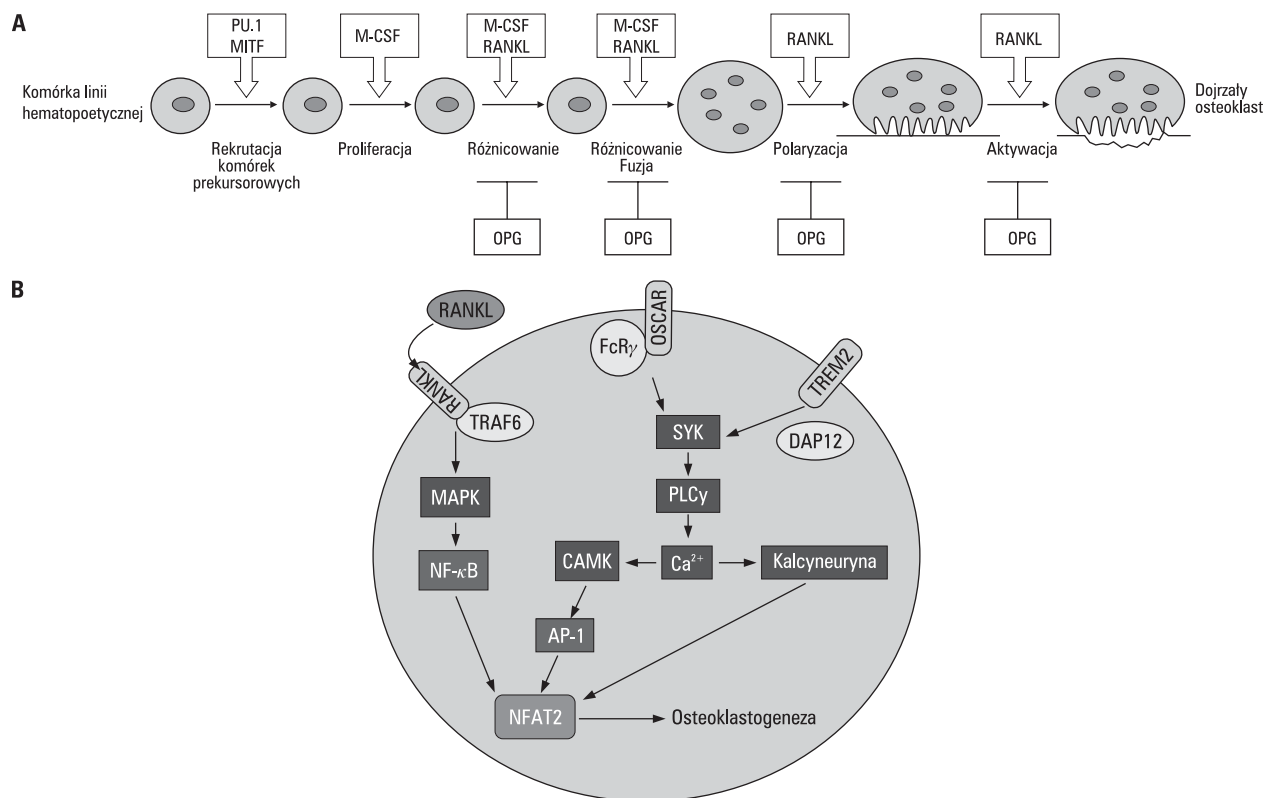 A
PU.1
MITF
M-CSF
M-CSF
RANKL
M-CSF
RANKL
RANKL
RANKL
Komórka linii
hematopoetycznej
Dojrzały
osteoklast
Rekrutacja
komórek
prekursorowych
Proliferacja
Różnicowanie
Różnicowanie
Fuzja
Polaryzacja
Aktywacja
OPG
OPG
OPG
OPG
B
RANKL
RANKL
TRAF6
MAPK
NF-κB
FcRγ
OSCAR
TREM2
DAP12
SYK
PLCγ
CAMK
Ca²⁺
Kalcyneuryna
AP-1
NFAT2
Osteoklastogeneza